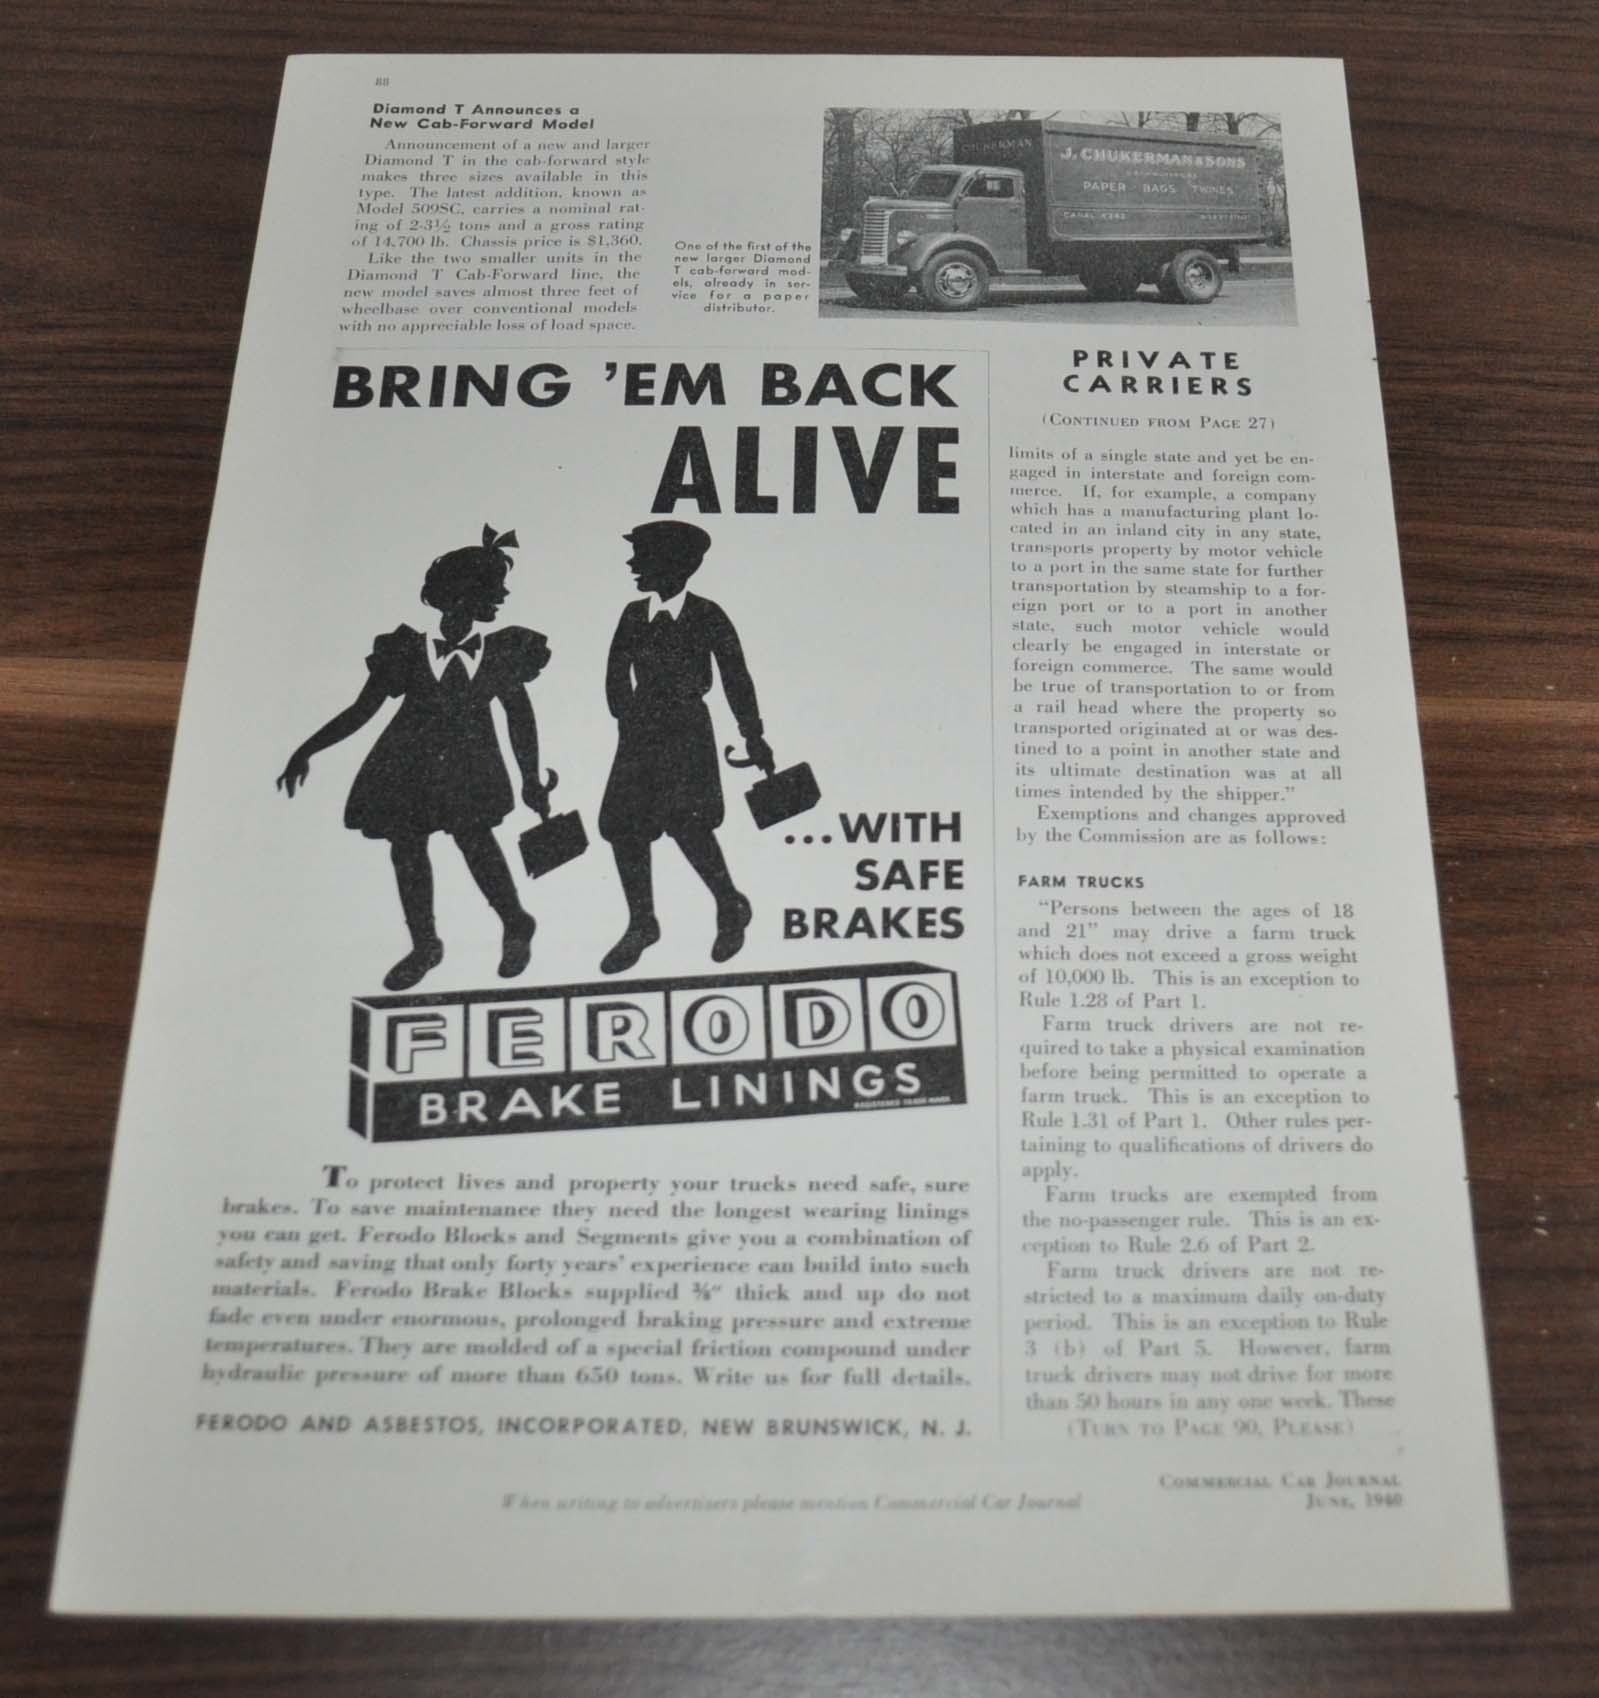 88
Diamond T Announces a
New Cab-Forward Model
Announcement of a new and larger
Diamond T in the cab-forward style
makes three sizes available in this
type. The latest addition, known as
Model 509SC, carries a nominal rat-
ing of 2-3½ tons and a gross rating
of 14,700 lb. Chassis price is $1,360.
Like the two smaller units in the
Diamond T Cab-Forward line, the
new model saves almost three feet of
wheelbase over conventional models
with no appreciable loss of load space.
One of the first of the
new larger Diamond
T cab-forward mod-
els, already in ser-
vice for a paper
distributor.
CHUKERMAN
J. CHUKERMAN & SONS
PAPER BAGS TWINES
BRING 'EM BACK
ALIVE
...WITH
SAFE
BRAKES
FERODO
BRAKE LININGS
REGISTERED TRADE MARK
To protect lives and property your trucks need safe, sure
brakes. To save maintenance they need the longest wearing linings
you can get. Ferodo Blocks and Segments give you a combination of
safety and saving that only forty years' experience can build into such
materials. Ferodo Brake Blocks supplied ⅜" thick and up do not
fade even under enormous, prolonged braking pressure and extreme
temperatures. They are molded of a special friction compound under
hydraulic pressure of more than 650 tons. Write us for full details.
FERODO AND ASBESTOS, INCORPORATED, NEW BRUNSWICK, N. J.
PRIVATE
CARRIERS
(CONTINUED FROM PAGE 27)
limits of a single state and yet be en-
gaged in interstate and foreign com-
merce. If, for example, a company
which has a manufacturing plant lo-
cated in an inland city in any state,
transports property by motor vehicle
to a port in the same state for further
transportation by steamship to a for-
eign port or to a port in another
state, such motor vehicle would
clearly be engaged in interstate or
foreign commerce. The same would
be true of transportation to or from
a rail head where the property so
transported originated at or was des-
tined to a point in another state and
its ultimate destination was at all
times intended by the shipper."
Exemptions and changes approved
by the Commission are as follows:
FARM TRUCKS
"Persons between the ages of 18
and 21" may drive a farm truck
which does not exceed a gross weight
of 10,000 lb. This is an exception to
Rule 1.28 of Part 1.
Farm truck drivers are not re-
quired to take a physical examination
before being permitted to operate a
farm truck. This is an exception to
Rule 1.31 of Part 1. Other rules per-
taining to qualifications of drivers do
apply.
Farm trucks are exempted from
the no-passenger rule. This is an ex-
ception to Rule 2.6 of Part 2.
Farm truck drivers are not re-
stricted to a maximum daily on-duty
period. This is an exception to Rule
3 (b) of Part 5. However, farm
truck drivers may not drive for more
than 50 hours in any one week. These
(TURN TO PAGE 90, PLEASE)
COMMERCIAL CAR JOURNAL
JUNE, 1940
When writing to advertisers please mention Commercial Car Journal